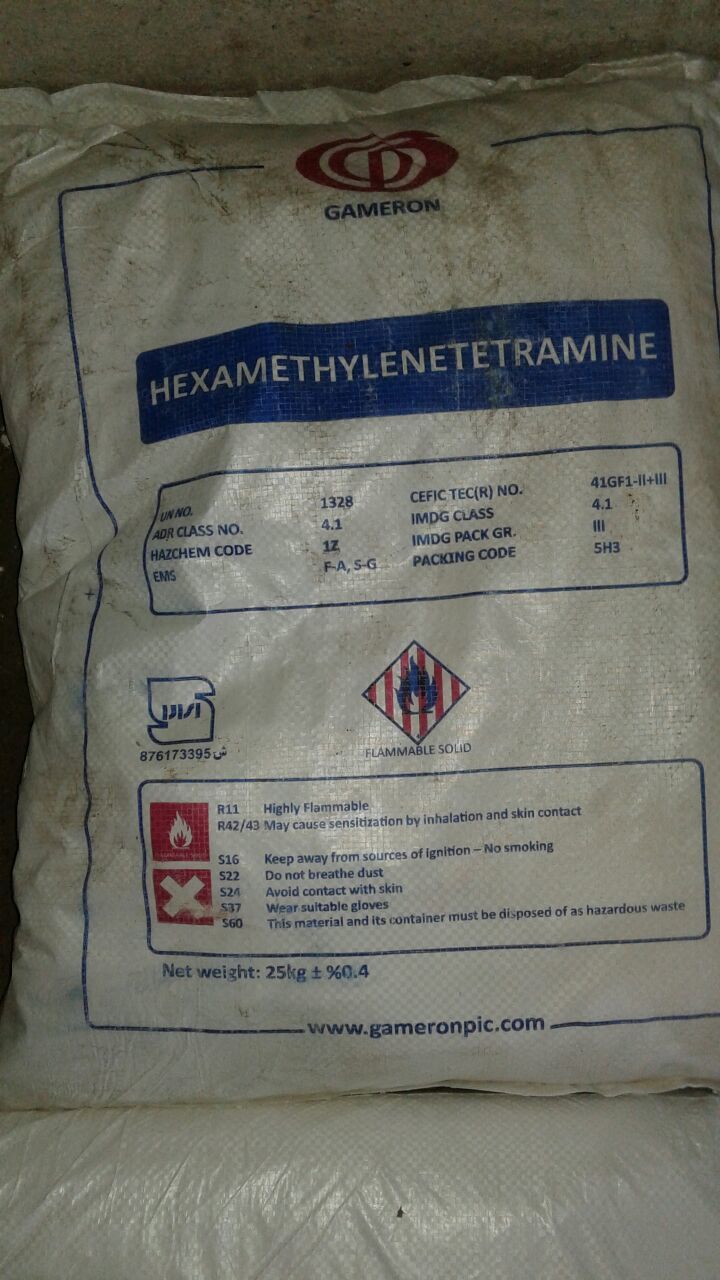 GAMERON
HEXAMETHYLENETETRAMINE
UN NO. 1328 CEFIC TEC(R) NO. 41GF1-II+III
ADR CLASS NO. 4.1 IMDG CLASS 4.1
HAZCHEM CODE 1Z IMDG PACK GR. III
EMS F-A, S-G PACKING CODE 5H3
876173395ش
FLAMMABLE SOLID
R11 Highly Flammable
R42/43 May cause sensitization by inhalation and skin contact
S16 Keep away from sources of ignition – No smoking
S22 Do not breathe dust
S24 Avoid contact with skin
S37 Wear suitable gloves
S60 This material and its container must be disposed of as hazardous waste
Net weight: 25kg ± %0.4
www.gameronpic.com